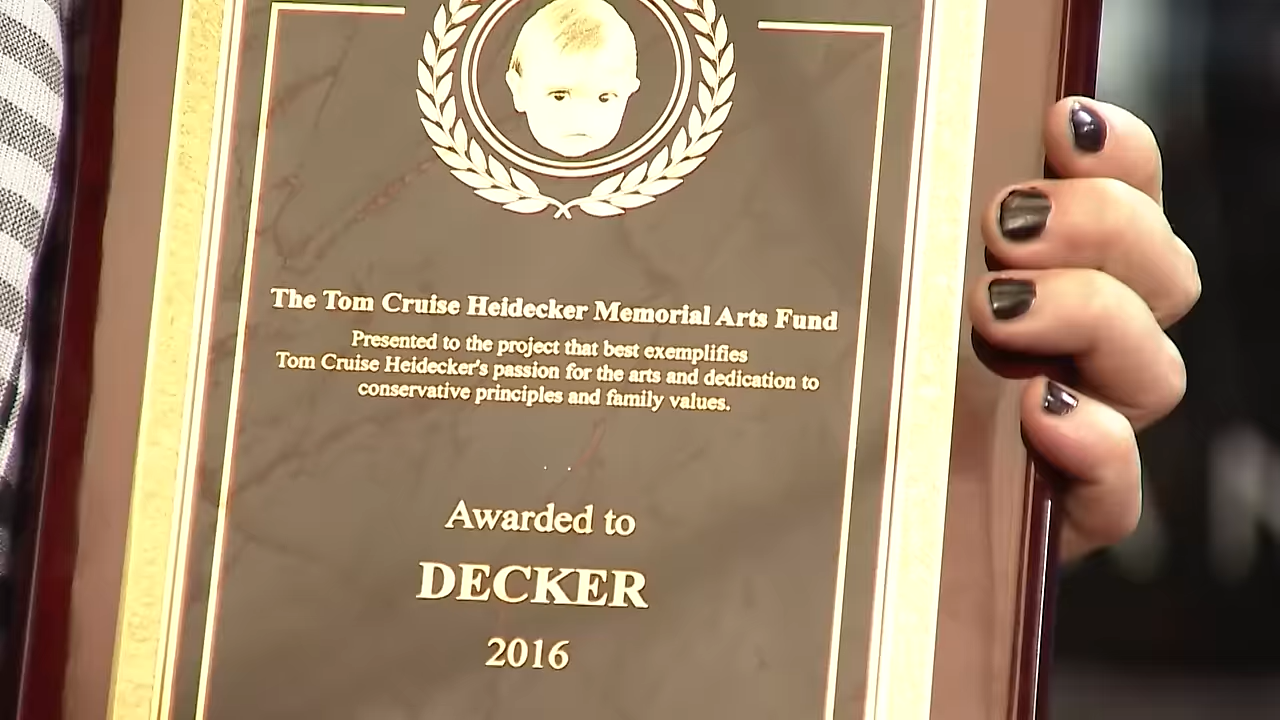 The Tom Cruise Heidecker Memorial Arts Fund
Presented to the project that best exemplifies
Tom Cruise Heidecker's passion for the arts and dedication to
conservative principles and family values.
Awarded to
DECKER
2016